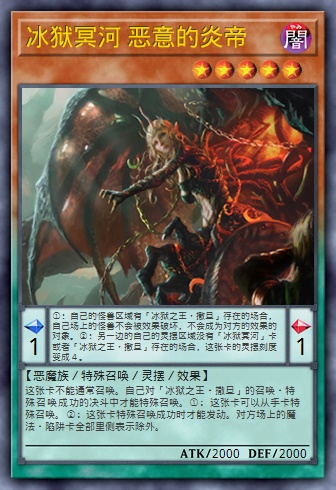 冰狱冥河 恶意的炎帝
闇
①：自己的怪兽区域有「冰狱之王·撒旦」存在的场合，
自己场上的怪兽不会被效果破坏，不会成为对方的效果的
对象。②：另一边的自己的灵摆区域没有「冰狱冥河」卡
或者「冰狱之王·撒旦」存在的场合，这张卡的灵摆刻度
变成４。
1
1
【恶魔族／特殊召唤／灵摆／效果】
这张卡不能通常召唤。自己对「冰狱之王·撒旦」的召唤·特
殊召唤成功的决斗中才能特殊召唤。①：这张卡可以从手卡特
殊召唤。②：这张卡特殊召唤成功时才能发动。对方场上的魔
法·陷阱卡全部里侧表示除外。
ATK/2000 DEF/2000